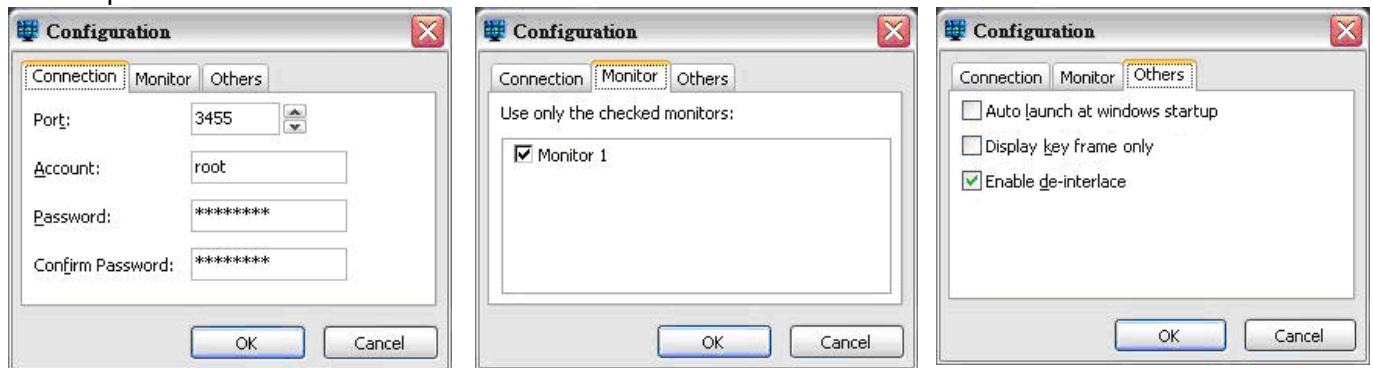 Configuration
Connection Monitor Others
Port: 3455
Account: root
Password: ********
Confirm Password: ********
OK Cancel
Configuration
Connection Monitor Others
Use only the checked monitors:
Monitor 1
OK Cancel
Configuration
Connection Monitor Others
Auto launch at windows startup
Display key frame only
Enable de-interlace
OK Cancel